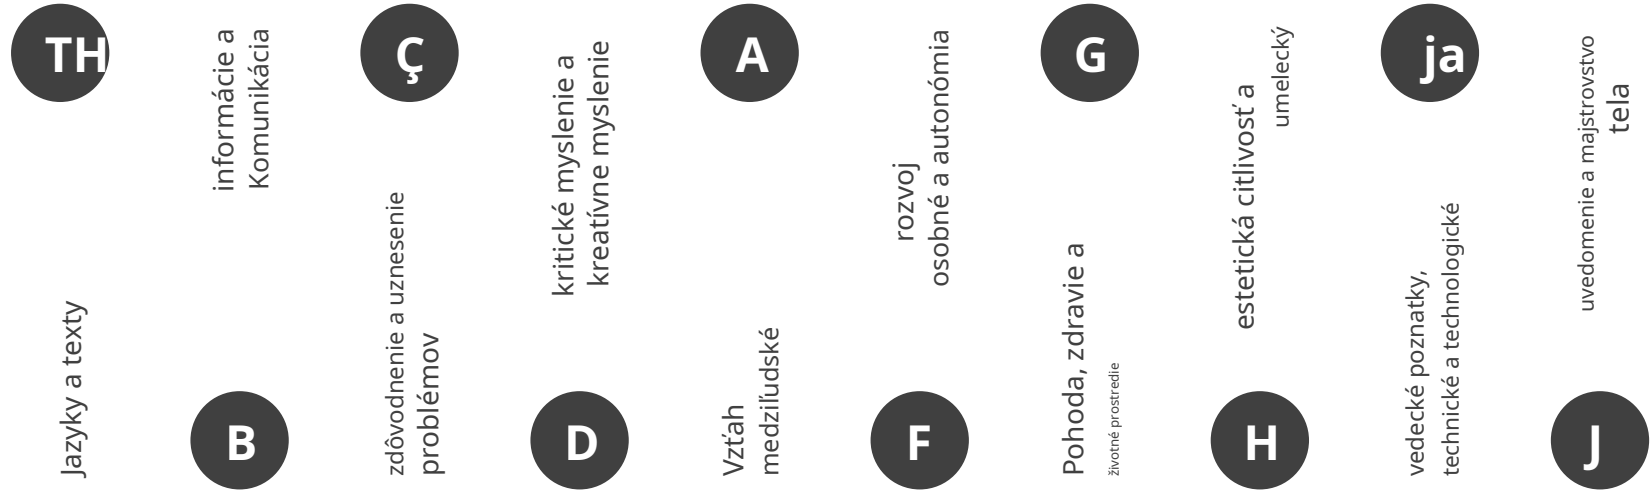 TH
Jazyky a texty
informácie a
Komunikácia
B
Ç
zdôvodnenie a uznesenie
problémov
kritické myslenie a
kreatívne myslenie
D
A
Vzťah
medziľudské
rozvoj
osobné a autonómia
F
G
Pohoda, zdravie a
životné prostredie
estetická citlivosť a
umelecký
H
ja
vedecké poznatky,
technické a technologické
uvedomenie a majstrovstvo
tela
J